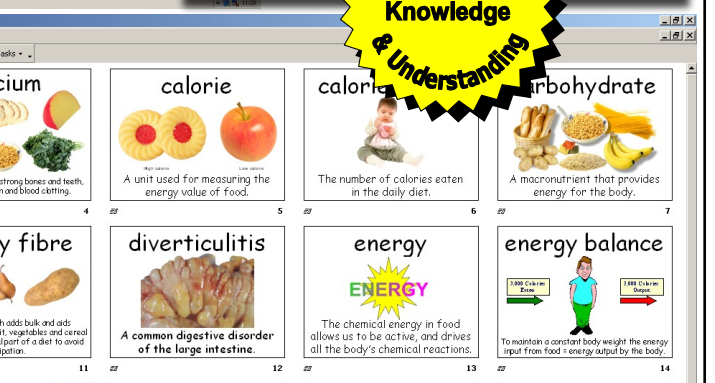 11:20
Knowledge
& Understanding
asks
cium
calorie
calori
arbohydrate
High calorie
Low calorie
strong bones and teeth,
n and blood clotting.
A unit used for measuring the
energy value of food.
The number of calories eaten
in the daily diet.
A macronutrient that provides
energy for the body.
4
5
6
7
y fibre
diverticulitis
energy
energy balance
ENERGY
3,000 Calories
Eaten
3,000 Calories
Output
h adds bulk and aids
it, vegetables and cereal
l part of a diet to avoid
ipation.
A common digestive disorder
of the large intestine.
The chemical energy in food
allows us to be active, and drives
all the body's chemical reactions.
To maintain a constant body weight the energy
input from food = energy output by the body.
11
12
13
14